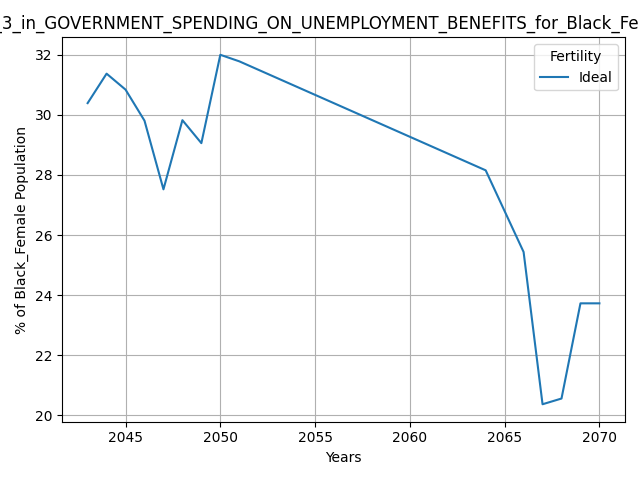 _3_in_GOVERNMENT_SPENDING_ON_UNEMPLOYMENT_BENEFITS_for_Black_Fe
Fertility
Ideal
% of Black_Female Population
32
30
28
26
24
22
20
2045 2050 2055 2060 2065 2070
Years